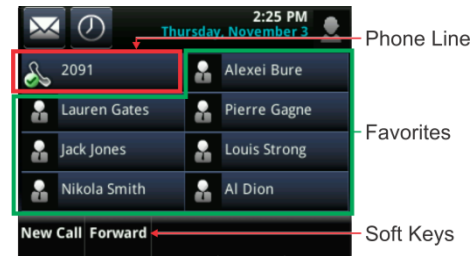 2:25 PM
Thursday, November 3
Phone Line
2091
Alexei Bure
Lauren Gates
Pierre Gagne
Favorites
Jack Jones
Louis Strong
Nikola Smith
Al Dion
New Call
Forward
Soft Keys